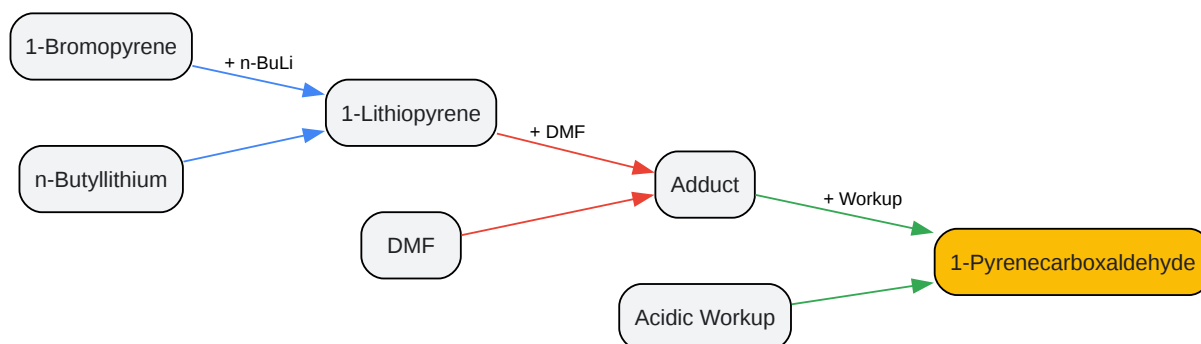 1-Bromopyrene
+ n-BuLi
1-Lithiopyrene
n-Butyllithium
+ DMF
Adduct
DMF
+ Workup
1-Pyrenecarboxaldehyde
Acidic Workup